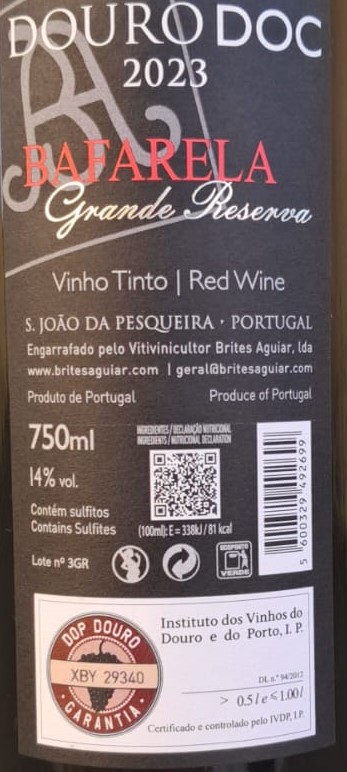 DOURO DOC
2023
BAFARELA
Grande Reserva
Vinho Tinto | Red Wine
S. JOÃO DA PESQUEIRA · PORTUGAL
Engarrafado pelo Vitivinicultor Brites Aguiar, lda
www.britesaguiar.com | geral@britesaguiar.com
Produto de Portugal Produce of Portugal
750ml
INGREDIENTES / DECLARAÇÃO NUTRICIONAL
INGREDIENTS / NUTRICIONAL DECLARATION
14% vol.
Contém sulfitos
Contains Sulfites
(100ml): E = 338kJ / 81 kcal
Lote nº 3GR
ECOPONTO
VERDE
5 600329 492699
DOP DOURO
XBY 29340
· GARANTIA ·
Instituto dos Vinhos do
Douro e do Porto, I. P.
DL n.º 94/2012
> 0.5 l e ≤ 1.00 l
Certificado e controlado pelo IVDP, I.P.